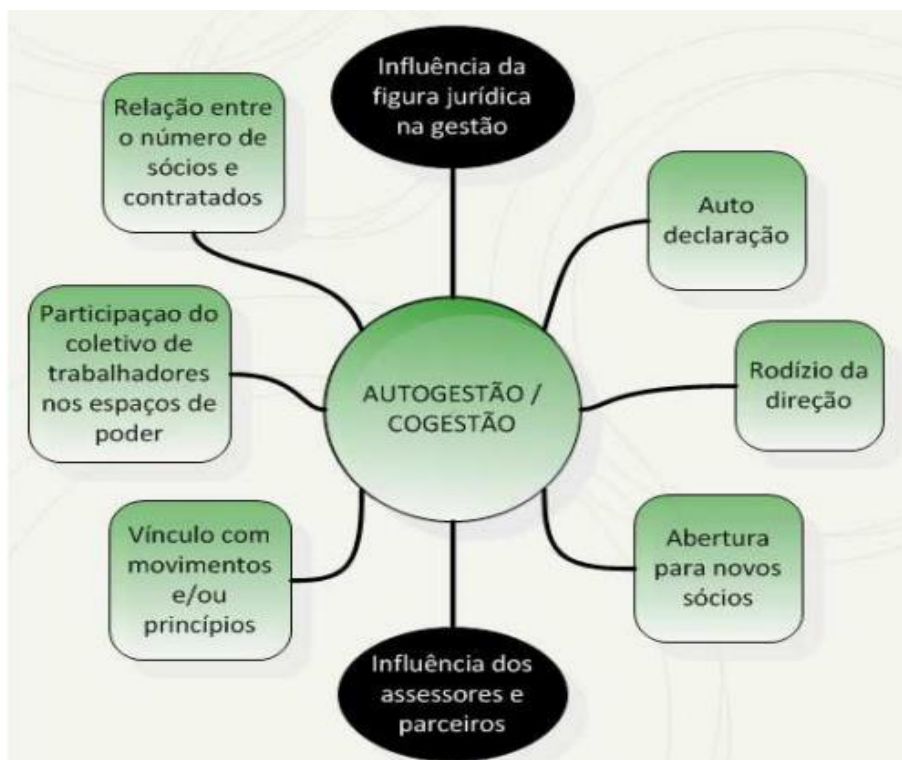 Influência da
figura jurídica
na gestão
Relação entre
o número de
sócios e
contratados
Auto
declaração
Participaçao do
coletivo de
trabalhadores
nos espaços de
poder
AUTOGESTÃO /
COGESTÃO
Rodízio da
direção
Vínculo com
movimentos
e/ou
princípios
Abertura
para novos
sócios
Influência dos
assessores e
parceiros